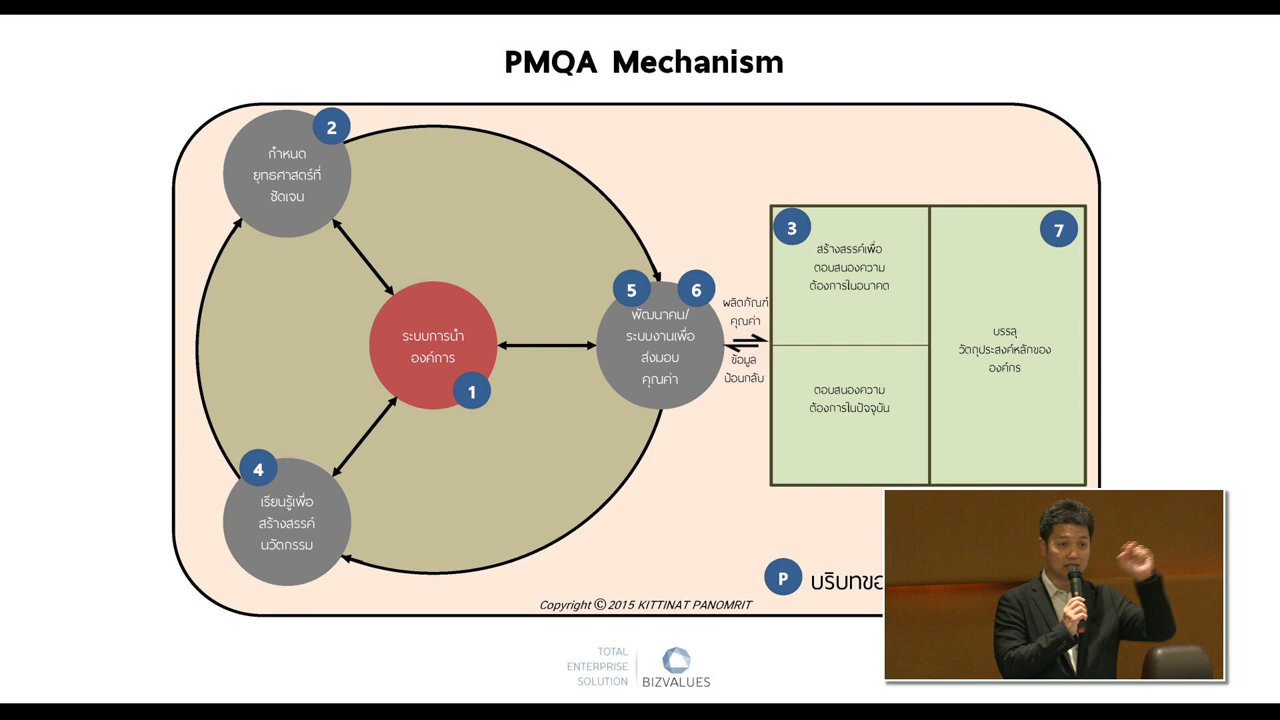 PMQA Mechanism
2
กำหนด
ยุทธศาสตร์ที่
ชัดเจน
ระบบการนำ
องค์การ
1
4
เรียนรู้เพื่อ
สร้างสรรค์
นวัตกรรม
5
6
พัฒนาคน/
ระบบงานเพื่อ
ส่งมอบ
คุณค่า
ผลิตภัณฑ์
คุณค่า
ข้อมูล
ป้อนกลับ
3
สร้างสรรค์เพื่อ
ตอบสนองความ
ต้องการในอนาคต
ตอบสนองความ
ต้องการในปัจจุบัน
7
บรรลุ
วัตถุประสงค์หลักของ
องค์กร
P บริบทขอ
Copyright © 2015 KITTINAT PANOMRIT
TOTAL
ENTERPRISE
SOLUTION
BIZVALUES